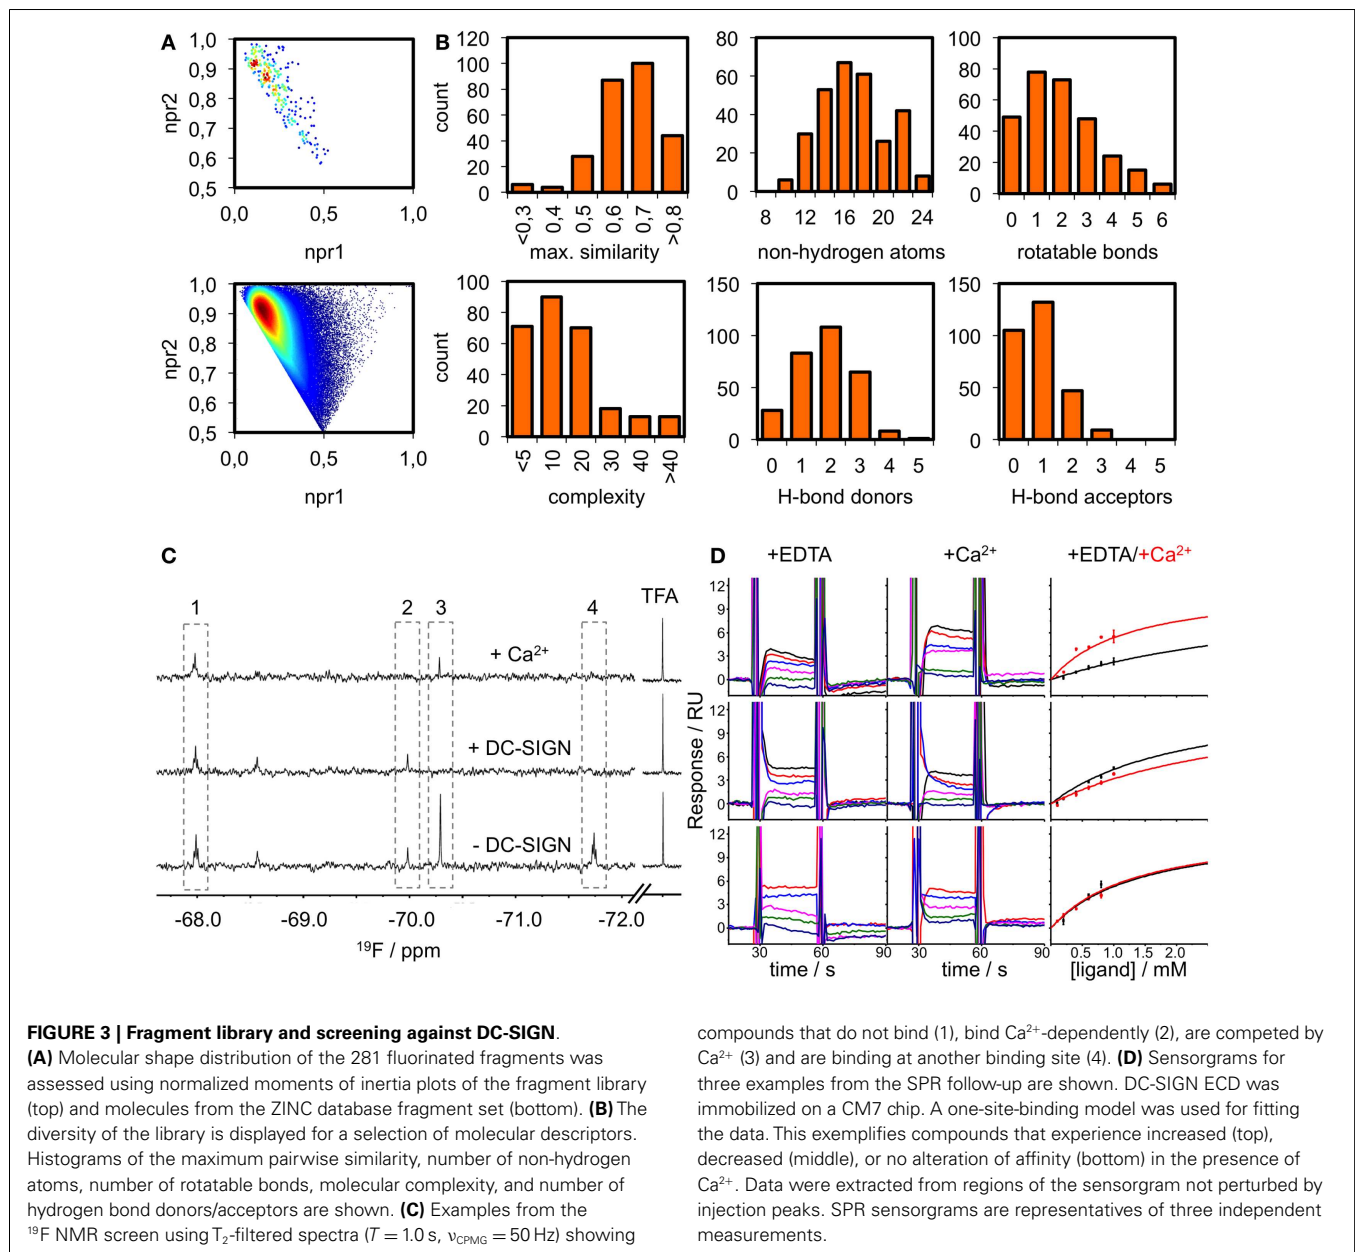 A
1,0
0,9
0,8
0,7
0,6
0,5
npr2
0,0 0,5 1,0
npr1
B
120
100
80
60
40
20
0
count
<0,3 0,4 0,5 0,6 0,7 >0,8
max. similarity
80
60
40
20
0
8 12 16 20 24
non-hydrogen atoms
100
80
60
40
20
0
0 1 2 3 4 5 6
rotatable bonds
1,0
0,9
0,8
0,7
0,6
0,5
npr2
0,0 0,5 1,0
npr1
100
80
60
40
20
0
count
<5 10 20 30 40 >40
complexity
150
100
50
0
0 1 2 3 4 5
H-bond donors
150
100
50
0
0 1 2 3 4 5
H-bond acceptors
C
1 2 3 4 TFA
+ Ca²⁺
+ DC-SIGN
- DC-SIGN
-68.0 -69.0 -70.0 -71.0 -72.0
¹⁹F / ppm
D
+EDTA +Ca²⁺ +EDTA/+Ca²⁺
Response / RU
12
9
6
3
0
12
9
6
3
0
12
9
6
3
0
30 60 90 30 60 90 0.5 1.0 2.0
time / s time / s [ligand] / mM
FIGURE 3 | Fragment library and screening against DC-SIGN.
(A) Molecular shape distribution of the 281 fluorinated fragments was
assessed using normalized moments of inertia plots of the fragment library
(top) and molecules from the ZINC database fragment set (bottom). (B) The
diversity of the library is displayed for a selection of molecular descriptors.
Histograms of the maximum pairwise similarity, number of non-hydrogen
atoms, number of rotatable bonds, molecular complexity, and number of
hydrogen bond donors/acceptors are shown. (C) Examples from the
¹⁹F NMR screen using T₂-filtered spectra (T = 1.0 s, νCPMG = 50 Hz) showing
compounds that do not bind (1), bind Ca²⁺-dependently (2), are competed by
Ca²⁺ (3) and are binding at another binding site (4). (D) Sensorgrams for
three examples from the SPR follow-up are shown. DC-SIGN ECD was
immobilized on a CM7 chip. A one-site-binding model was used for fitting
the data. This exemplifies compounds that experience increased (top),
decreased (middle), or no alteration of affinity (bottom) in the presence of
Ca²⁺. Data were extracted from regions of the sensorgram not perturbed by
injection peaks. SPR sensorgrams are representatives of three independent
measurements.